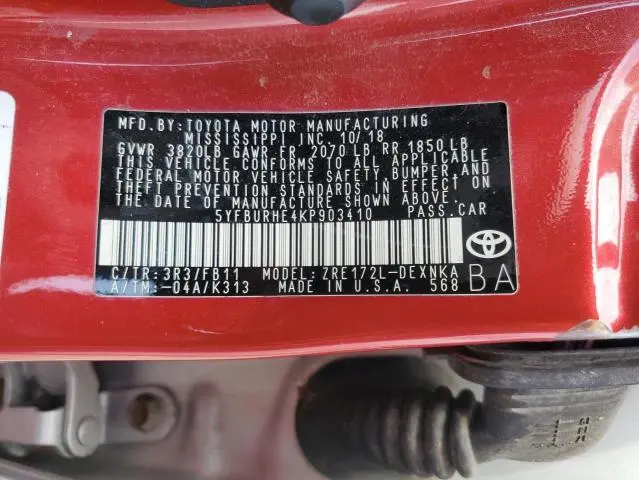 MFD.BY:TOYOTA MOTOR MANUFACTURING
MISSISSIPPI INC 10/18
GVWR 3820LB GAWR FR 2070 LB RR 1850 LB
THIS VEHICLE CONFORMS TO ALL APPLICABLE
FEDERAL MOTOR VEHICLE SAFETY BUMPER,AND
THEFT PREVENTION STANDARDS IN EFFECT ON
THE DATE OF MANUFACTURE SHOWN ABOVE.
5YFBURHE4KP903410 PASS.CAR
C/TR:3R3/FB11 MODEL:ZRE172L-DEXNKA
A/TM:-04A/K313 MADE IN U.S.A. 568
BA